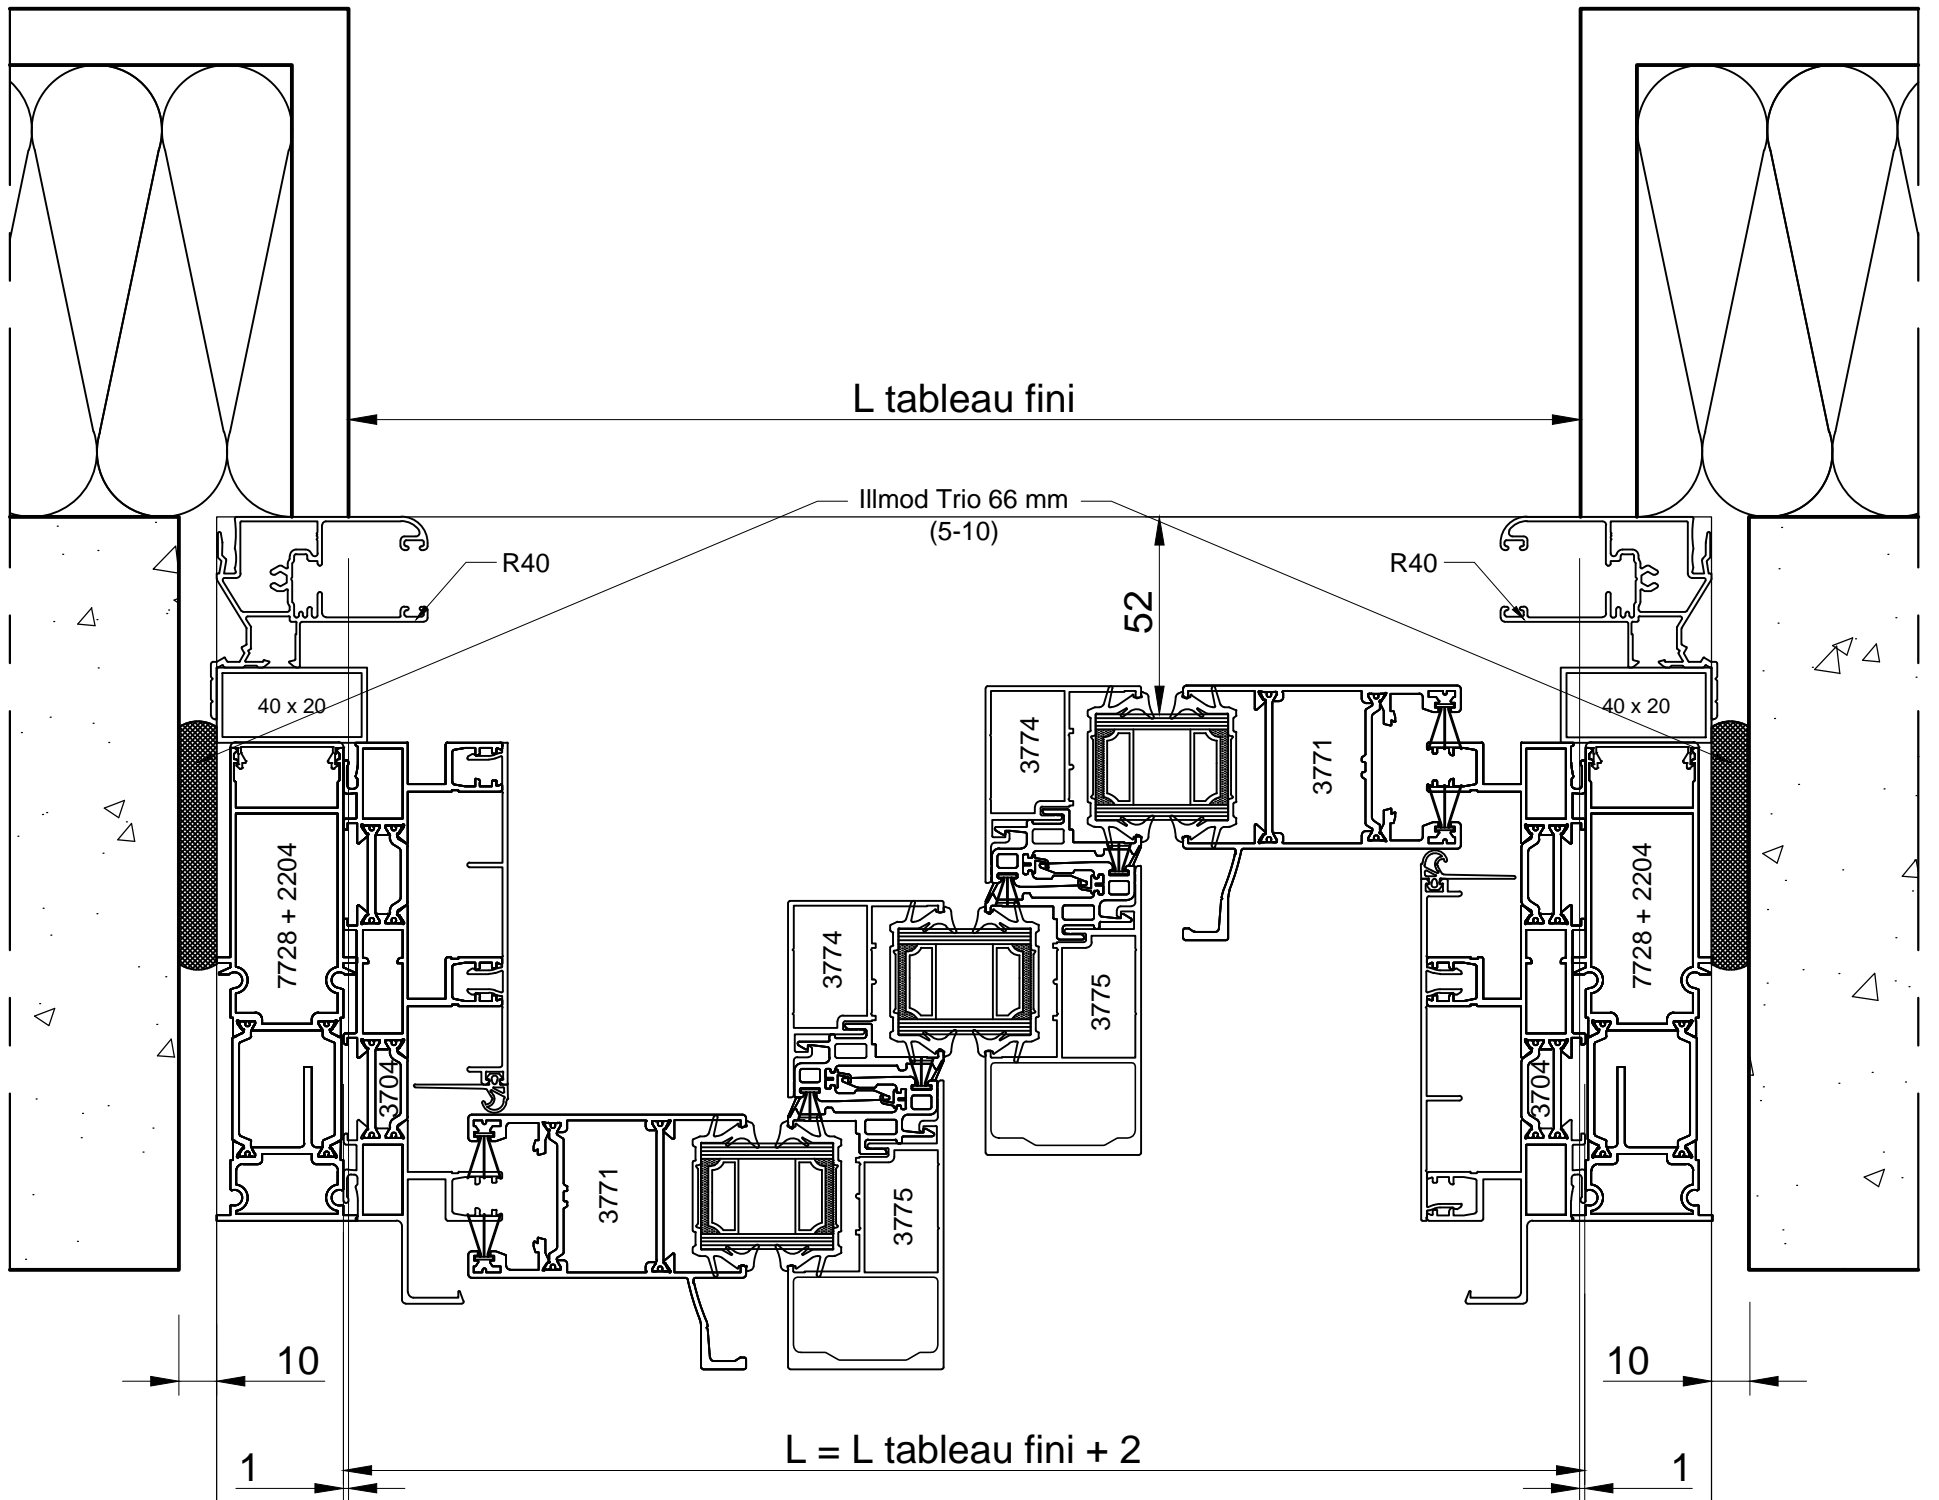 L tableau fini
Illmod Trio 66 mm
(5-10)
R40
R40
52
40 x 20
40 x 20
3774
3771
7728 + 2204
7728 + 2204
3774
3775
3704
3704
3771
3775
10
10
L = L tableau fini + 2
1
1